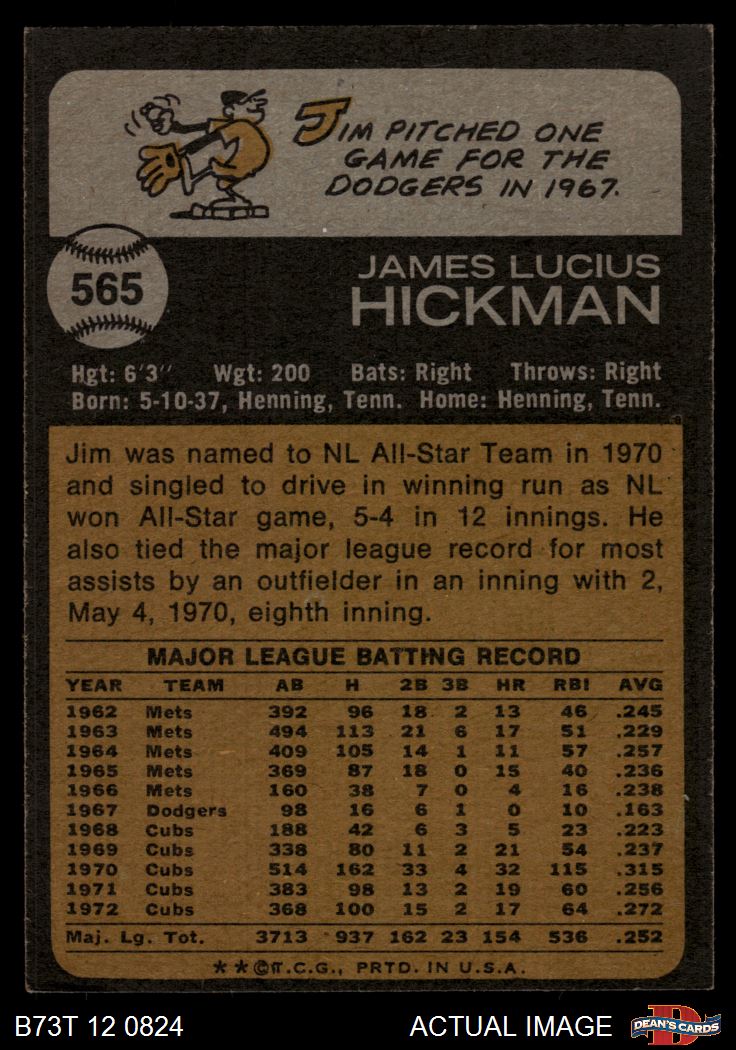 JIM PITCHED ONE
GAME FOR THE
DODGERS IN 1967.
565
JAMES LUCIUS
HICKMAN
Hgt: 6'3" Wgt: 200 Bats: Right Throws: Right
Born: 5-10-37, Henning, Tenn. Home: Henning, Tenn.
Jim was named to NL All-Star Team in 1970
and singled to drive in winning run as NL
won All-Star game, 5-4 in 12 innings. He
also tied the major league record for most
assists by an outfielder in an inning with 2,
May 4, 1970, eighth inning.
MAJOR LEAGUE BATTING RECORD
YEAR TEAM AB H 2B 3B HR RBI AVG
1962 Mets 392 96 18 2 13 46 .245
1963 Mets 494 113 21 6 17 51 .229
1964 Mets 409 105 14 1 11 57 .257
1965 Mets 369 87 18 0 15 40 .236
1966 Mets 160 38 7 0 4 16 .238
1967 Dodgers 98 16 6 1 0 10 .163
1968 Cubs 188 42 6 3 5 23 .223
1969 Cubs 338 80 11 2 21 54 .237
1970 Cubs 514 162 33 4 32 115 .315
1971 Cubs 383 98 13 2 19 60 .256
1972 Cubs 368 100 15 2 17 64 .272
Maj. Lg. Tot. 3713 937 162 23 154 536 .252
**©T.C.G., PRTD. IN U.S.A.
B73T 12 0824 ACTUAL IMAGE D DEAN'S CARDS